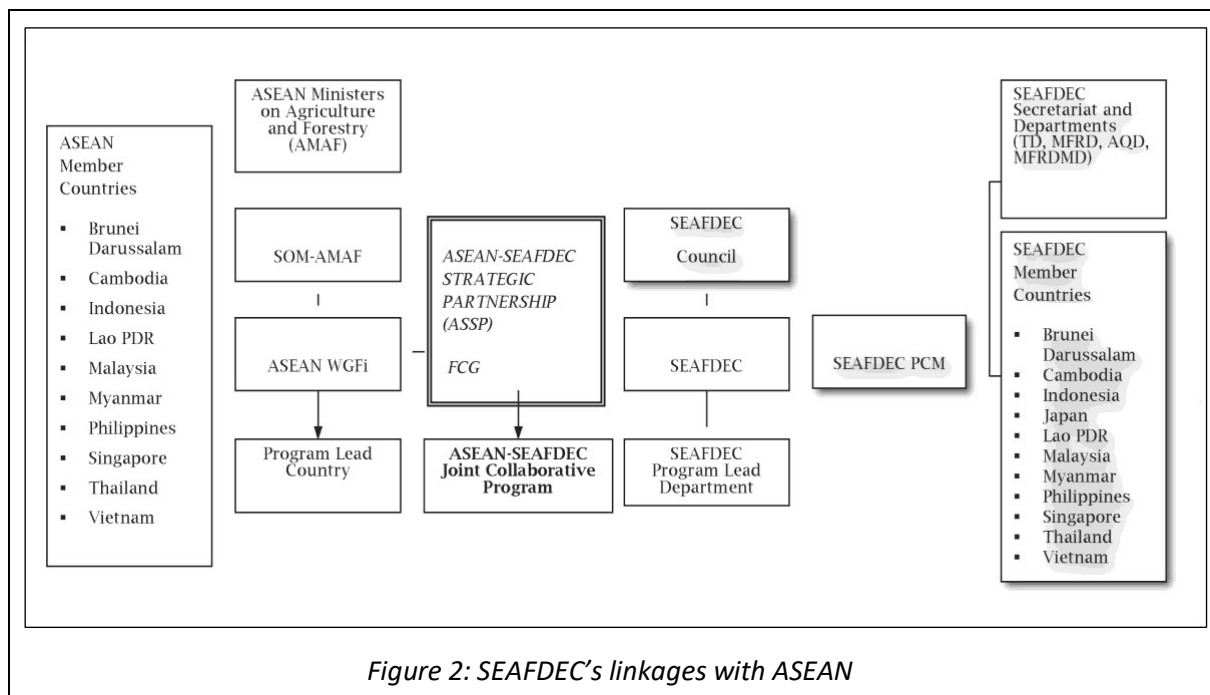 ASEAN
Member
Countries
▪ Brunei
Darussalam
▪ Cambodia
▪ Indonesia
▪ Lao PDR
▪ Malaysia
▪ Myanmar
▪ Philippines
▪ Singapore
▪ Thailand
▪ Vietnam
ASEAN Ministers
on Agriculture
and Forestry
(AMAF)
SOM-AMAF
ASEAN WGFi
Program Lead
Country
ASEAN-SEAFDEC
STRATEGIC
PARTNERSHIP
(ASSP)
FCG
ASEAN-SEAFDEC
Joint Collaborative
Program
SEAFDEC
Council
SEAFDEC
SEAFDEC
Program Lead
Department
SEAFDEC PCM
SEAFDEC
Secretariat and
Departments
(TD, MFRD, AQD,
MFRDMD)
SEAFDEC
Member
Countries
▪ Brunei
Darussalam
▪ Cambodia
▪ Indonesia
▪ Japan
▪ Lao PDR
▪ Malaysia
▪ Myanmar
▪ Philippines
▪ Singapore
▪ Thailand
▪ Vietnam
Figure 2: SEAFDEC's linkages with ASEAN